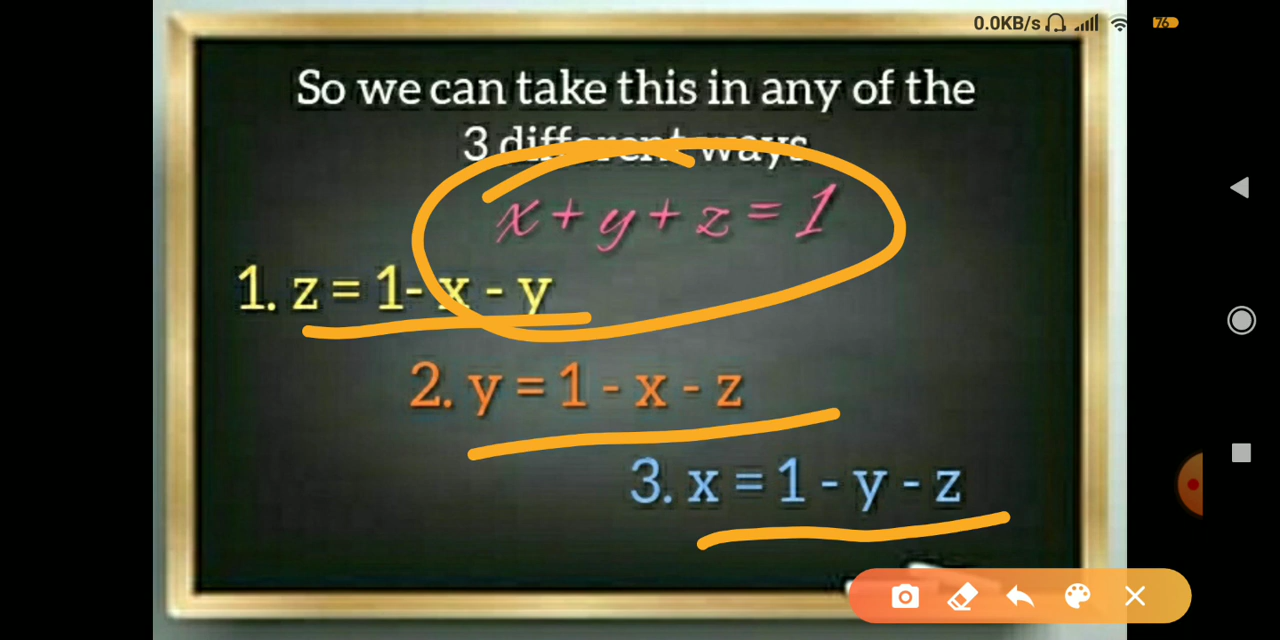 0.0KB/s 76
So we can take this in any of the
3 different ways
x + y + z = 1
1. z = 1- x - y
2. y = 1 - x - z
3. x = 1 - y - z